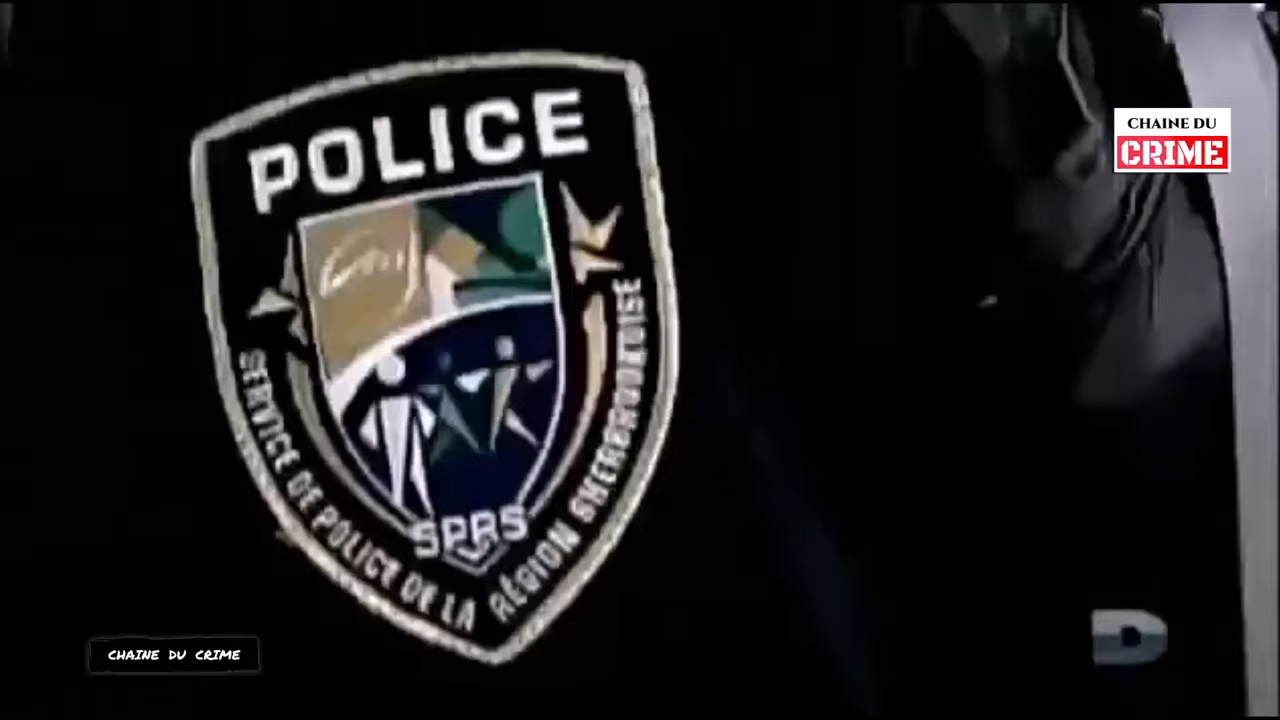 POLICE
SERVICE DE POLICE DE LA RÉGION SHERBROOKOISE
SPRS
CHAINE DU
CRIME
CHAINE DU CRIME
D